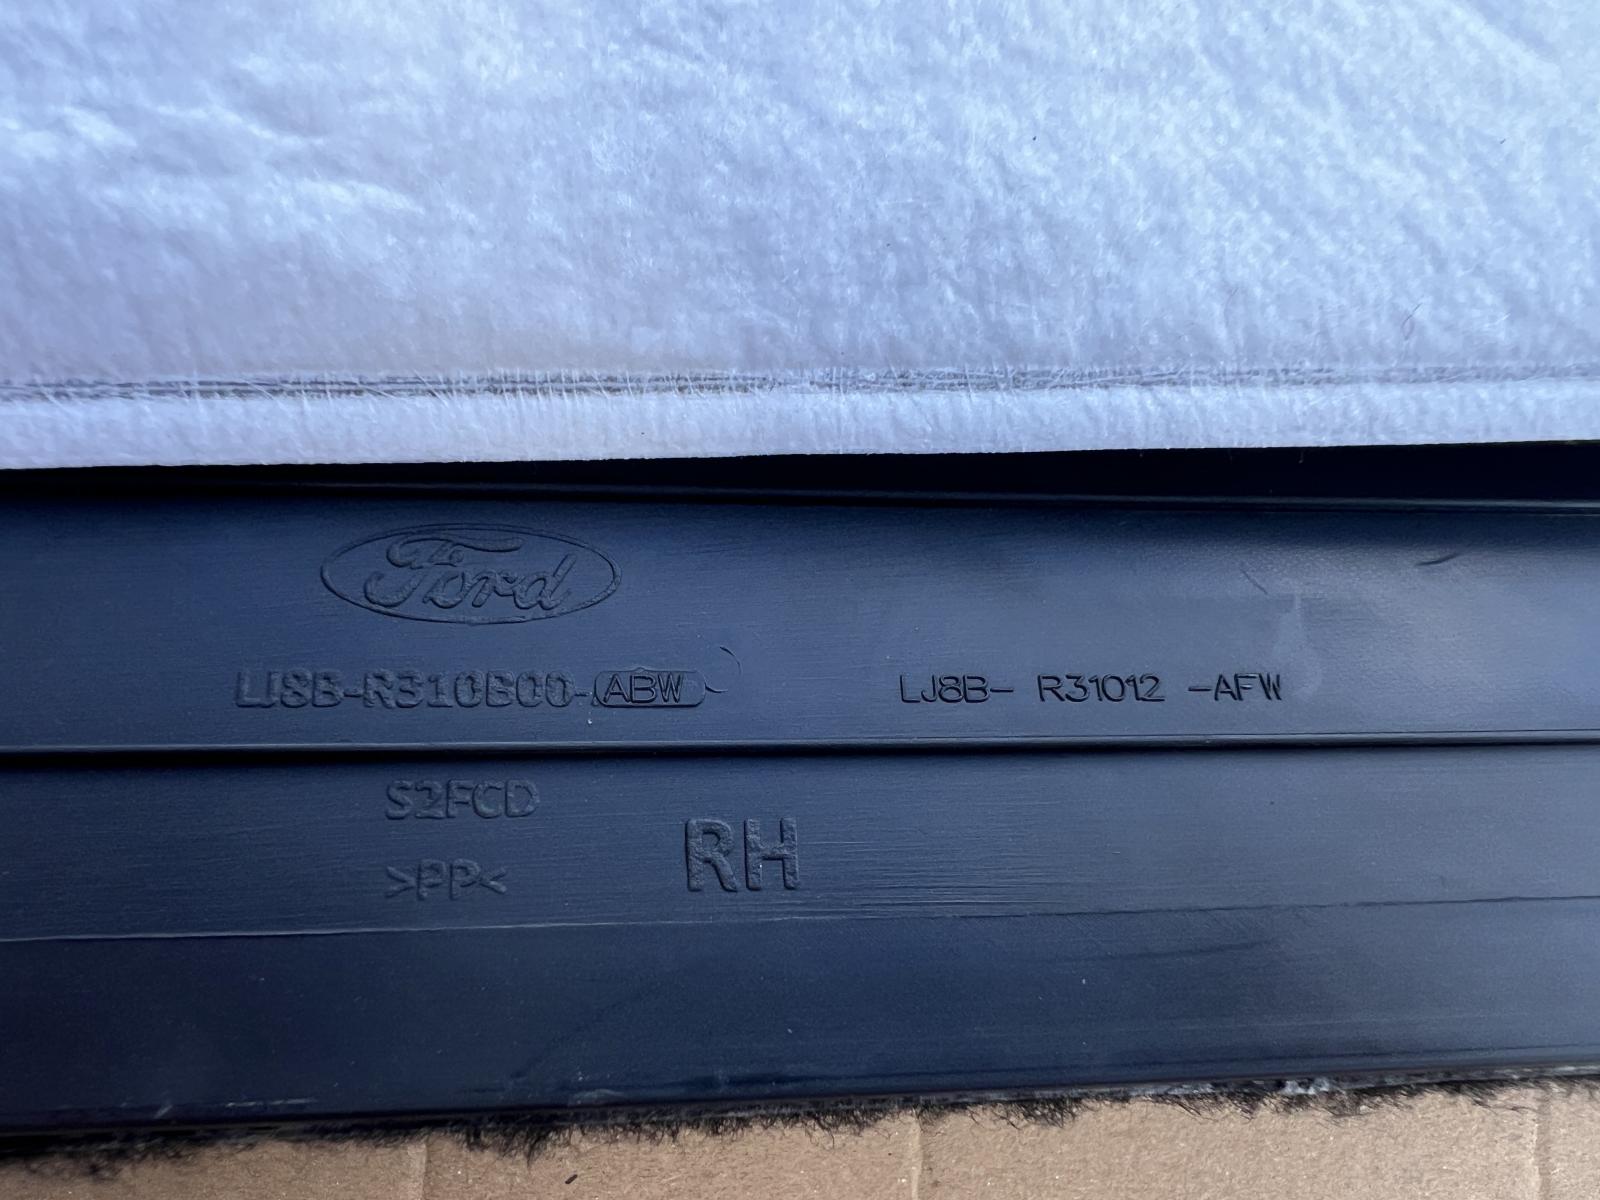 Ford
LJ8B-R310B00-ABW
LJ8B- R31012 -AFW
S2FCD
RH
>PP<